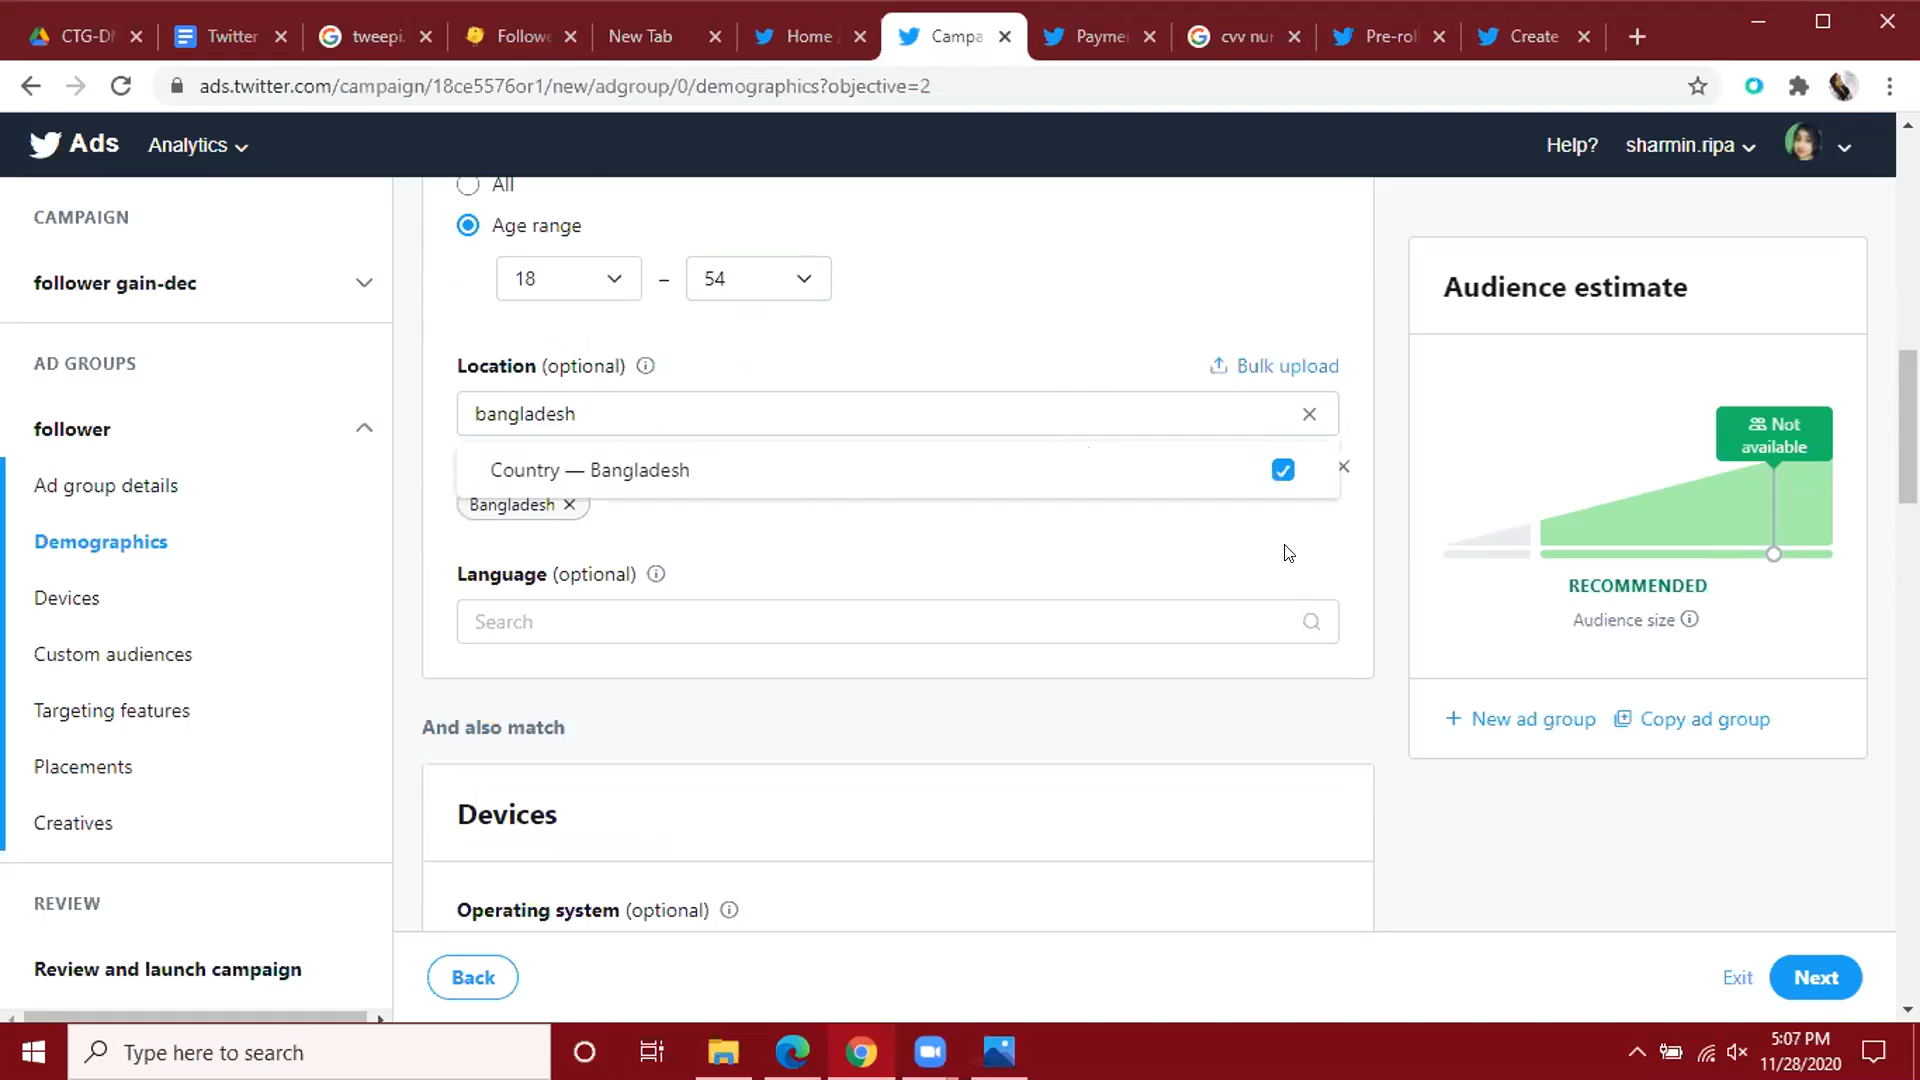 CTG-DM
Twitter
tweepi.
Followe
New Tab
Home
Campa
Paymer
cvv nur
Pre-rol
Create
ads.twitter.com/campaign/18ce5576or1/new/adgroup/0/demographics?objective=2
Ads
Analytics
Help?
sharmin.ripa
CAMPAIGN
follower gain-dec
AD GROUPS
follower
Ad group details
Demographics
Devices
Custom audiences
Targeting features
Placements
Creatives
REVIEW
Review and launch campaign
All
Age range
18 – 54
Location (optional)
Bulk upload
bangladesh
Country — Bangladesh
Bangladesh
Language (optional)
Search
And also match
Devices
Operating system (optional)
Back
Exit
Next
Audience estimate
Not
available
RECOMMENDED
Audience size
+ New ad group
Copy ad group
Type here to search
5:07 PM
11/28/2020